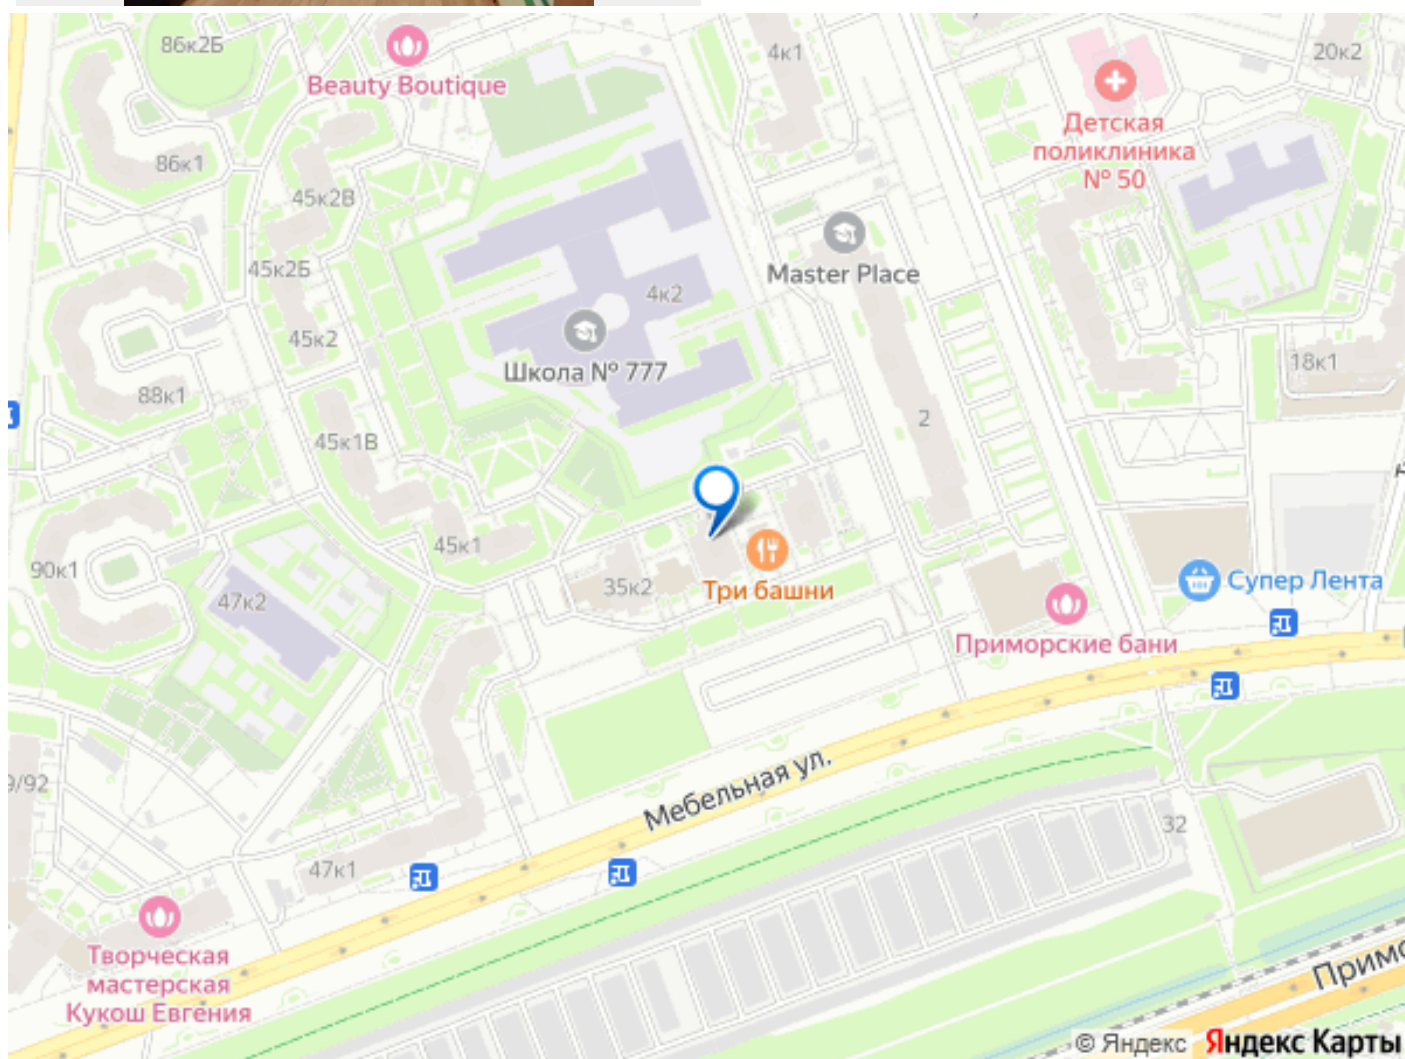 86к2Б
Beauty Boutique
4к1
20к2
Детская
поликлиника
№ 50
86к1
45к2В
45к2Б
Master Place
4к2
45к2
Школа № 777
18к1
88к1
2
45к1В
45к1
90к1
35к2
Три башни
47к2
Супер Лента
Приморские бани
9/92
Мебельная ул.
32
47к1
Творческая
мастерская
Кукош Евгения
Примо
© Яндекс Яндекс Карты